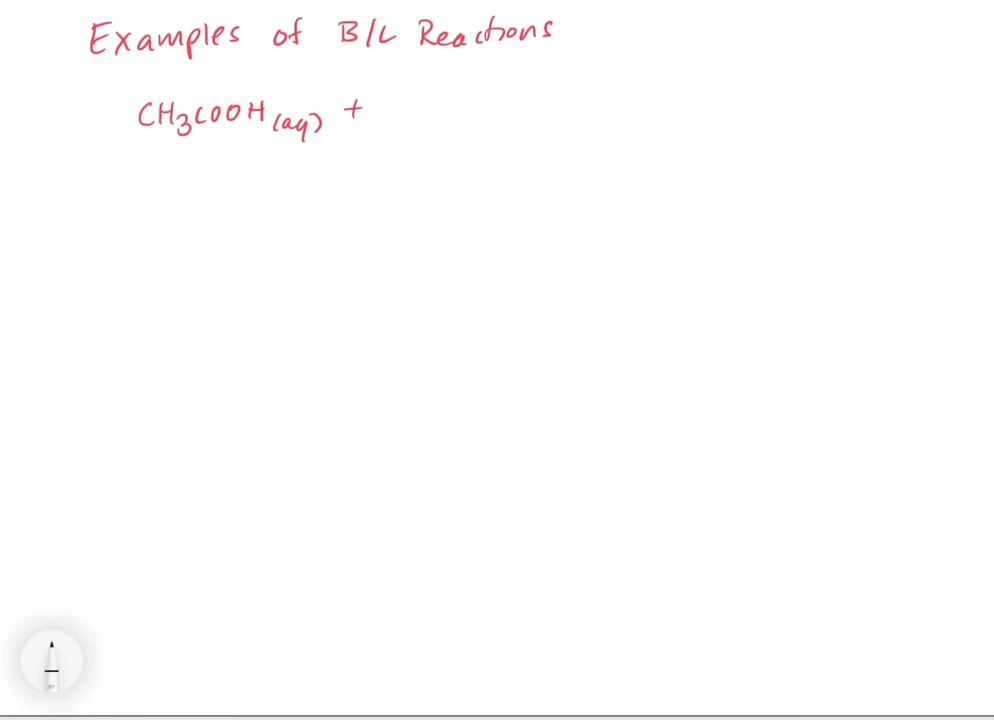 Examples of B/L Reactions
CH3COOH (aq) +